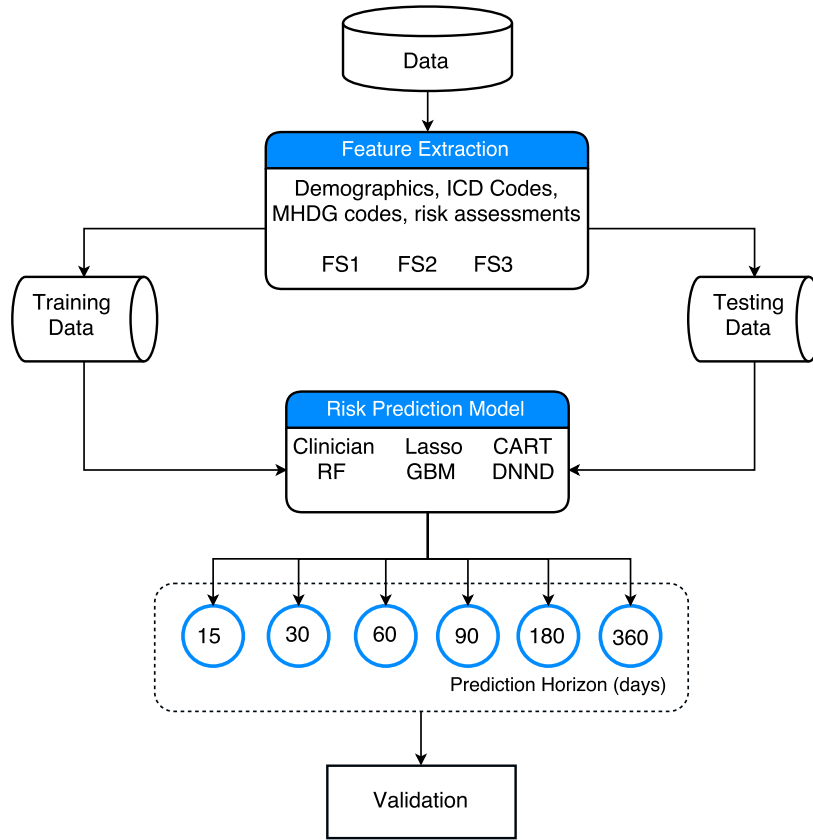 Data
Feature Extraction
Demographics, ICD Codes,
MHDG codes, risk assessments
FS1 FS2 FS3
Training
Data
Testing
Data
Risk Prediction Model
Clinician Lasso CART
RF GBM DNND
15 30 60 90 180 360
Prediction Horizon (days)
Validation